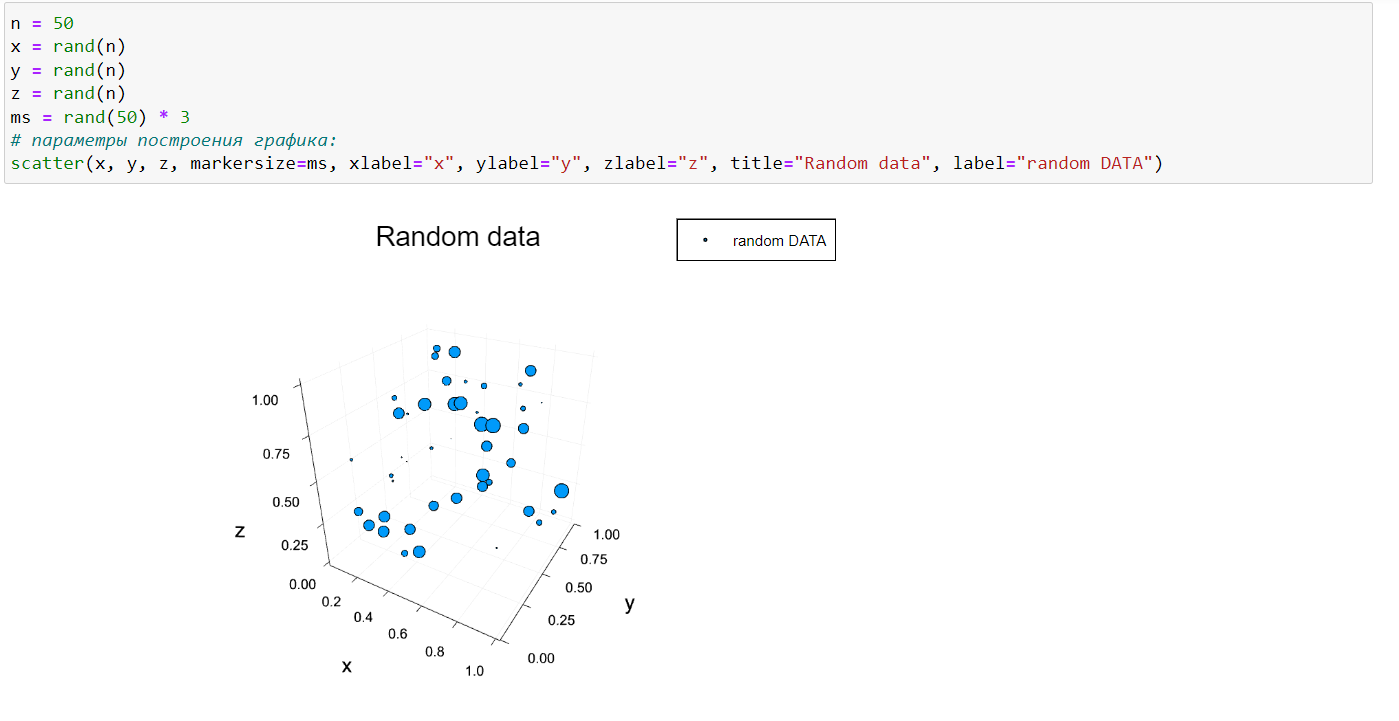 n = 50
x = rand(n)
y = rand(n)
z = rand(n)
ms = rand(50) * 3
# параметры построения графика:
scatter(x, y, z, markersize=ms, xlabel="x", ylabel="y", zlabel="z", title="Random data", label="random DATA")
Random data
random DATA
1.00
0.75
0.50
0.25
0.00
z
0.2
0.4
0.6
0.8
1.0
x
1.00
0.75
0.50
0.25
0.00
y